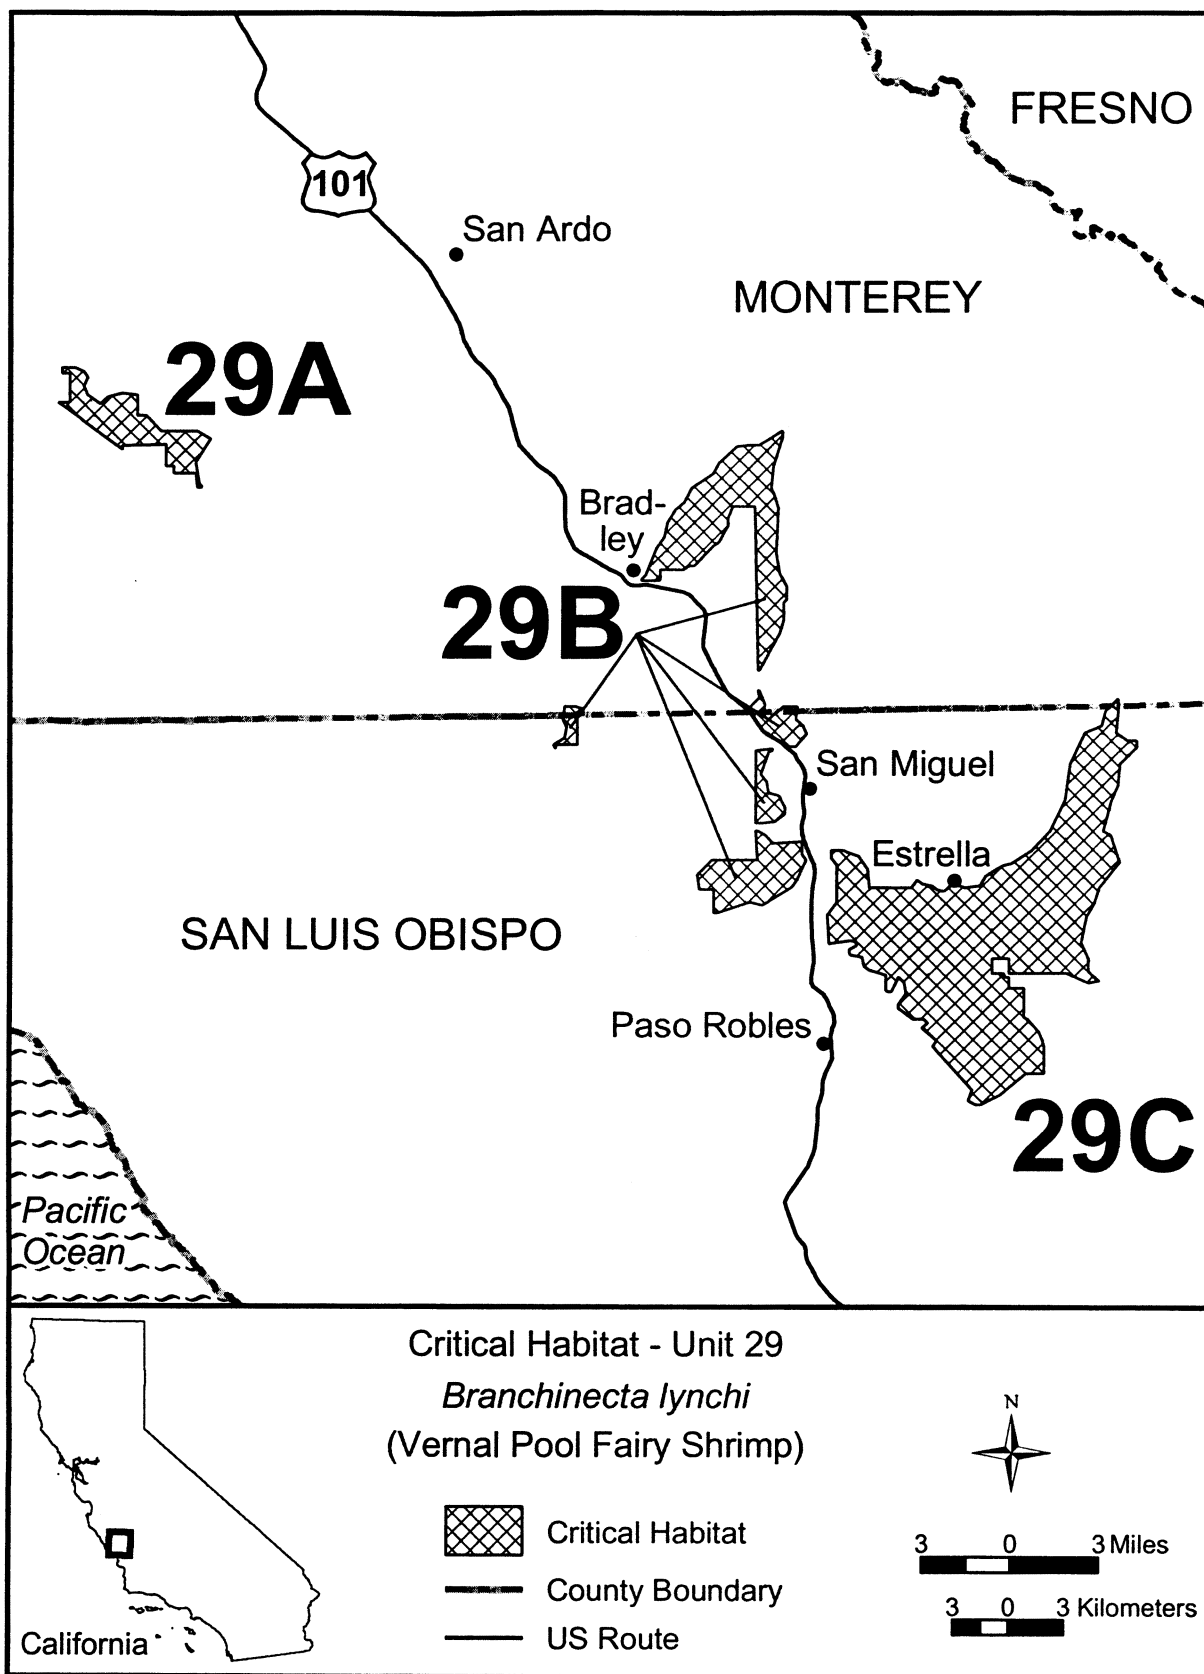 FRESNO
101
San Ardo
MONTEREY
29A
Brad-
ley
29B
San Miguel
Estrella
SAN LUIS OBISPO
Paso Robles
29C
Pacific
Ocean
Critical Habitat - Unit 29
Branchinecta lynchi
(Vernal Pool Fairy Shrimp)
N
Critical Habitat
County Boundary
US Route
3 0 3 Miles
3 0 3 Kilometers
California